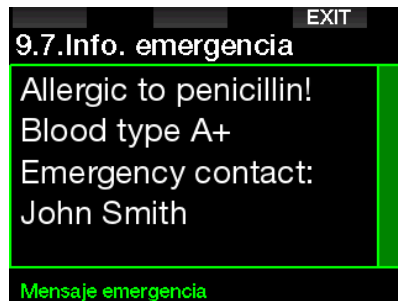 EXIT
9.7.Info. emergencia
Allergic to penicillin!
Blood type A+
Emergency contact:
John Smith
Mensaje emergencia